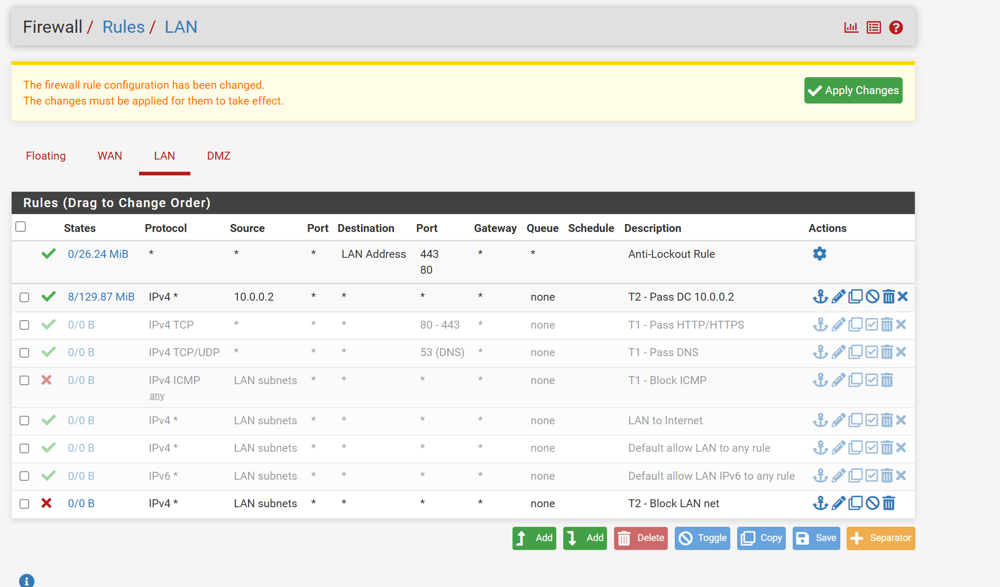 Firewall / Rules / LAN
The firewall rule configuration has been changed.
The changes must be applied for them to take effect.
Apply Changes
Floating WAN LAN DMZ
Rules (Drag to Change Order)
States Protocol Source Port Destination Port Gateway Queue Schedule Description Actions
0/26.24 MiB * * * LAN Address 443 * * Anti-Lockout Rule
80
8/129.87 MiB IPv4 * 10.0.0.2 * * * * none T2 - Pass DC 10.0.0.2
0/0 B IPv4 TCP * * * 80 - 443 * none T1 - Pass HTTP/HTTPS
0/0 B IPv4 TCP/UDP * * * 53 (DNS) * none T1 - Pass DNS
0/0 B IPv4 ICMP LAN subnets * * * * none T1 - Block ICMP
any
0/0 B IPv4 * LAN subnets * * * * none LAN to Internet
0/0 B IPv4 * LAN subnets * * * * none Default allow LAN to any rule
0/0 B IPv6 * LAN subnets * * * * none Default allow LAN IPv6 to any rule
0/0 B IPv4 * LAN subnets * * * * none T2 - Block LAN net
Add Add Delete Toggle Copy Save Separator